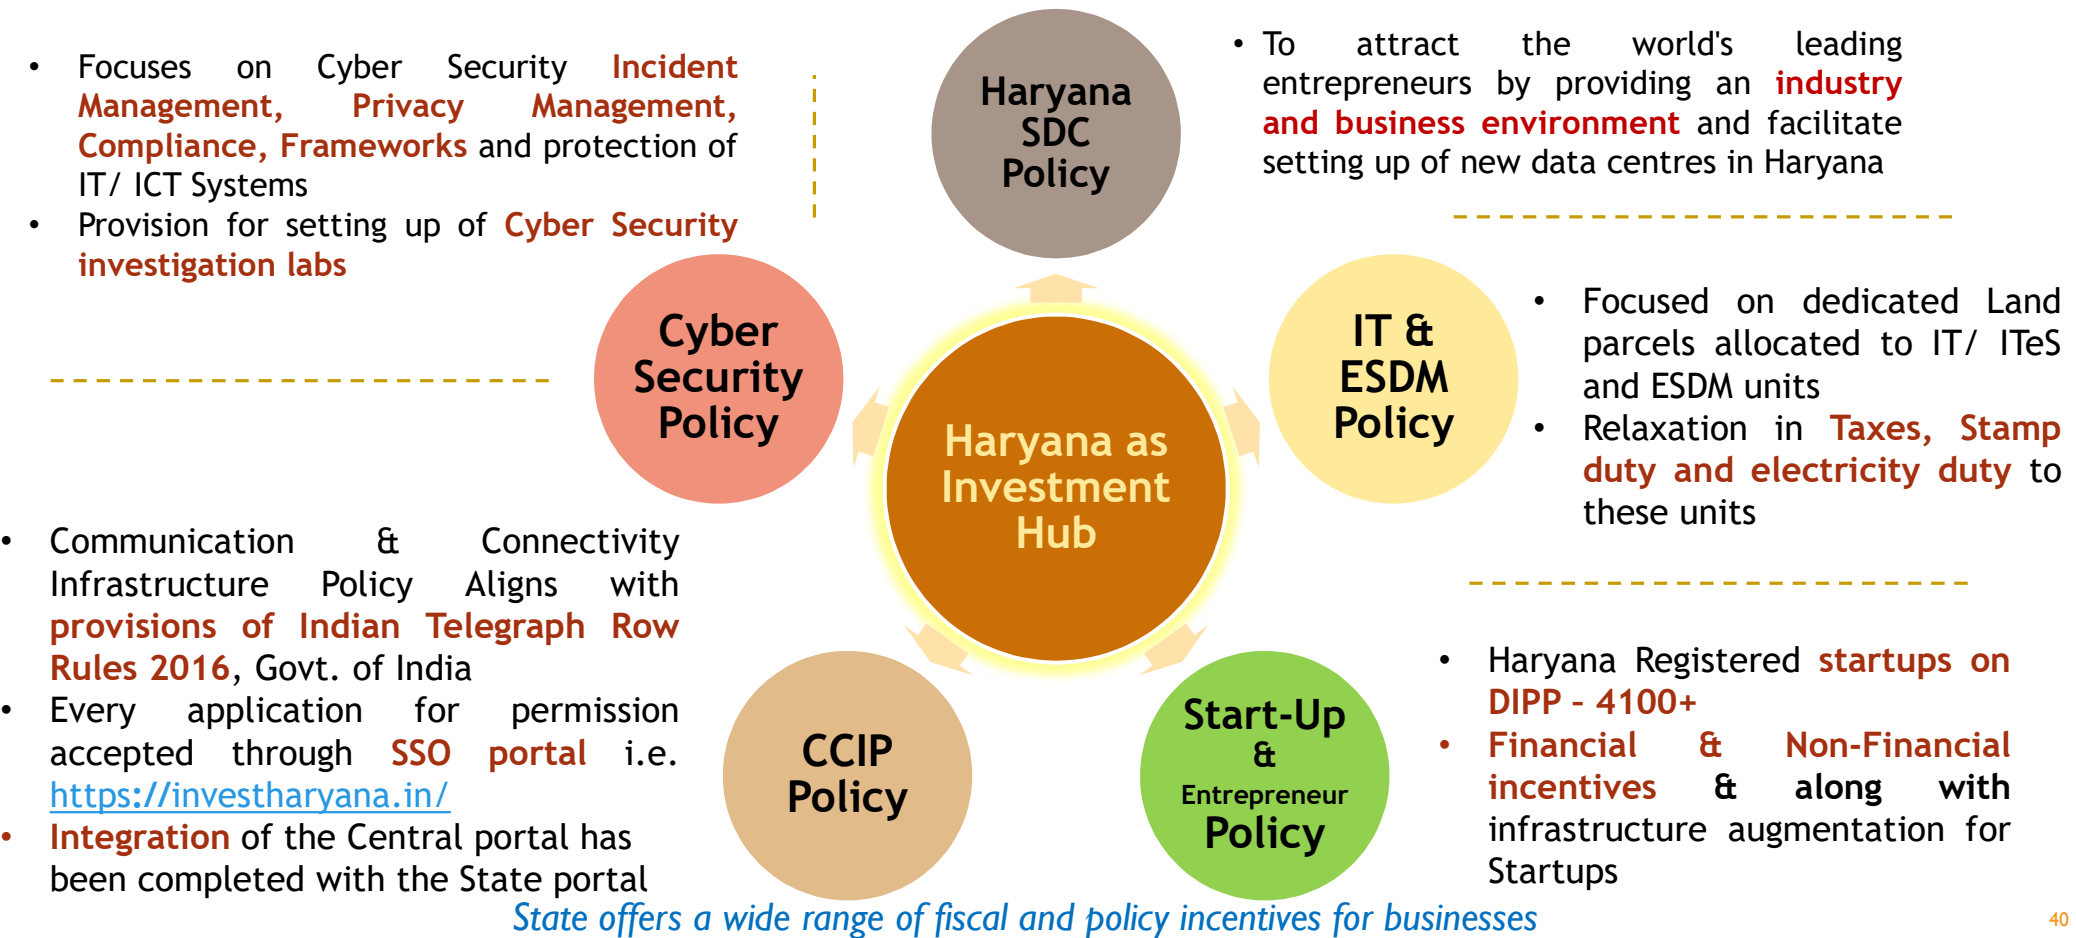 • Focuses on Cyber Security Incident
Management, Privacy Management,
Compliance, Frameworks and protection of
IT/ ICT Systems
• Provision for setting up of Cyber Security
investigation labs
Haryana
SDC
Policy
• To attract the world's leading
entrepreneurs by providing an industry
and business environment and facilitate
setting up of new data centres in Haryana
Cyber
Security
Policy
IT &
ESDM
Policy
• Focused on dedicated Land
parcels allocated to IT/ ITeS
and ESDM units
• Relaxation in Taxes, Stamp
duty and electricity duty to
these units
Haryana as
Investment
Hub
• Communication & Connectivity
Infrastructure Policy Aligns with
provisions of Indian Telegraph Row
Rules 2016, Govt. of India
• Every application for permission
accepted through SSO portal i.e.
https://investharyana.in/
• Integration of the Central portal has
been completed with the State portal
CCIP
Policy
Start-Up
&
Entrepreneur
Policy
• Haryana Registered startups on
DIPP – 4100+
• Financial & Non-Financial
incentives & along with
infrastructure augmentation for
Startups
State offers a wide range of fiscal and policy incentives for businesses
40